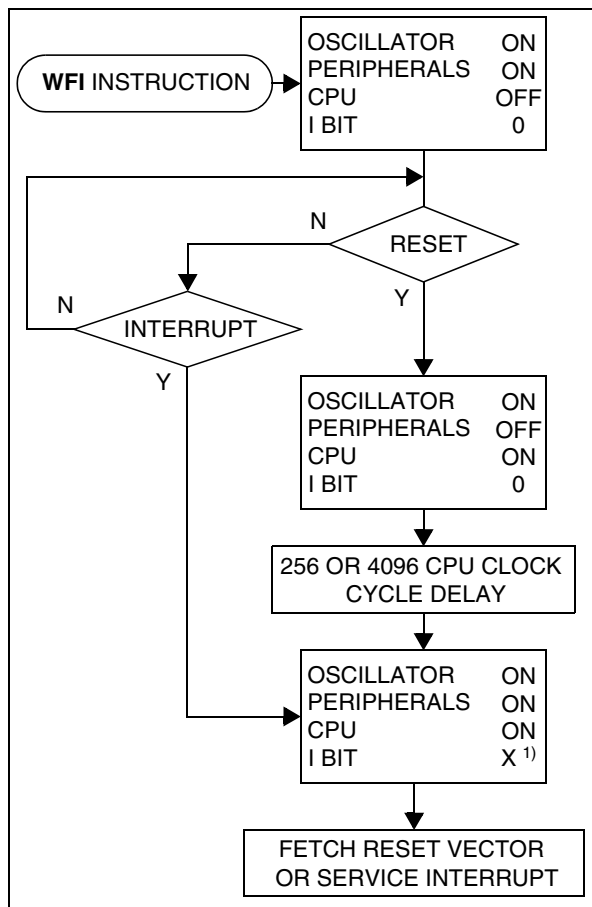 WFI INSTRUCTION
OSCILLATOR ON
PERIPHERALS ON
CPU OFF
I BIT 0
N
RESET
Y
N
INTERRUPT
Y
OSCILLATOR ON
PERIPHERALS OFF
CPU ON
I BIT 0
256 OR 4096 CPU CLOCK
CYCLE DELAY
OSCILLATOR ON
PERIPHERALS ON
CPU ON
I BIT X 1)
FETCH RESET VECTOR
OR SERVICE INTERRUPT